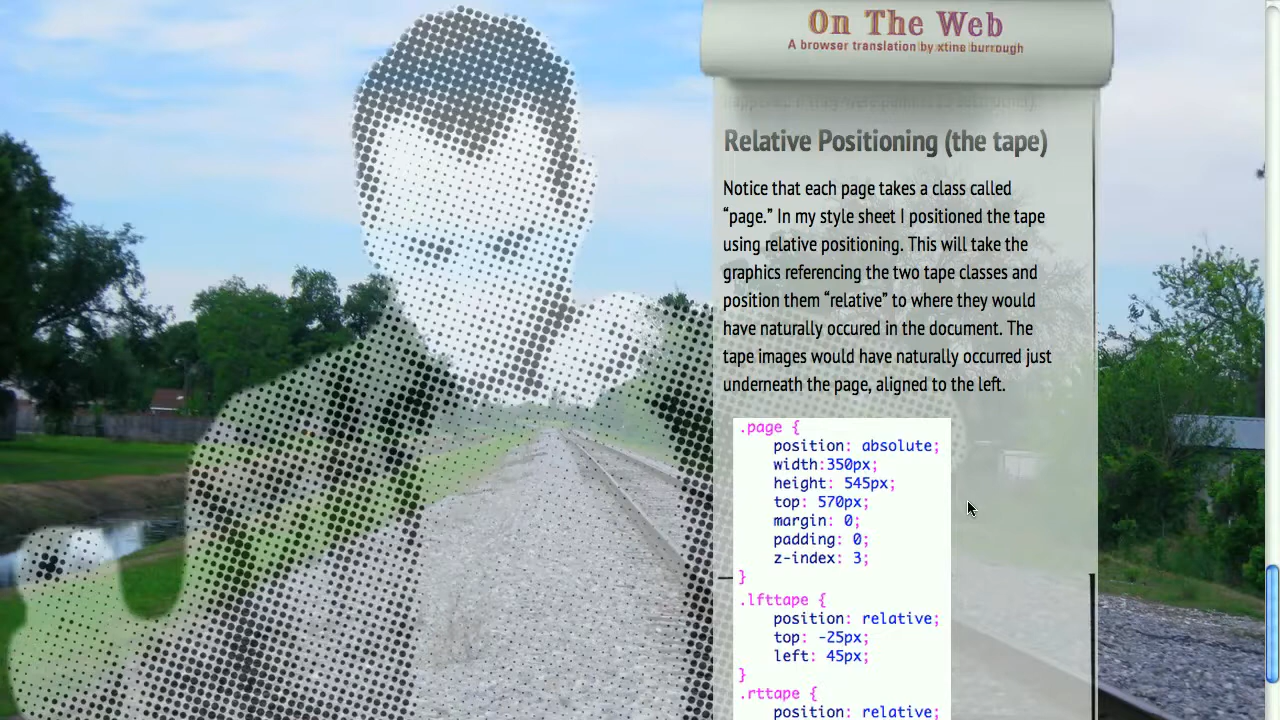 On The Web
A browser translation by xtine burrough
Relative Positioning (the tape)
Notice that each page takes a class called
“page.” In my style sheet I positioned the tape
using relative positioning. This will take the
graphics referencing the two tape classes and
position them “relative” to where they would
have naturally occured in the document. The
tape images would have naturally occurred just
underneath the page, aligned to the left.
.page {
position: absolute;
width:350px;
height: 545px;
top: 570px;
margin: 0;
padding: 0;
z-index: 3;
}
.lfttape {
position: relative;
top: -25px;
left: 45px;
}
.rttape {
position: relative;